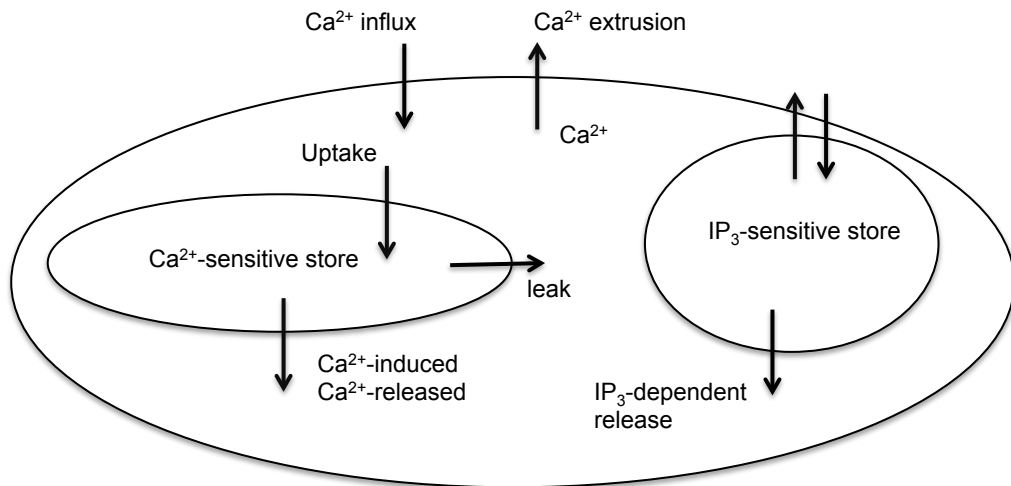 Ca²⁺ influx
Ca²⁺ extrusion
Ca²⁺
Uptake
Ca²⁺-sensitive store
IP₃-sensitive store
leak
Ca²⁺-induced
Ca²⁺-released
IP₃-dependent
release